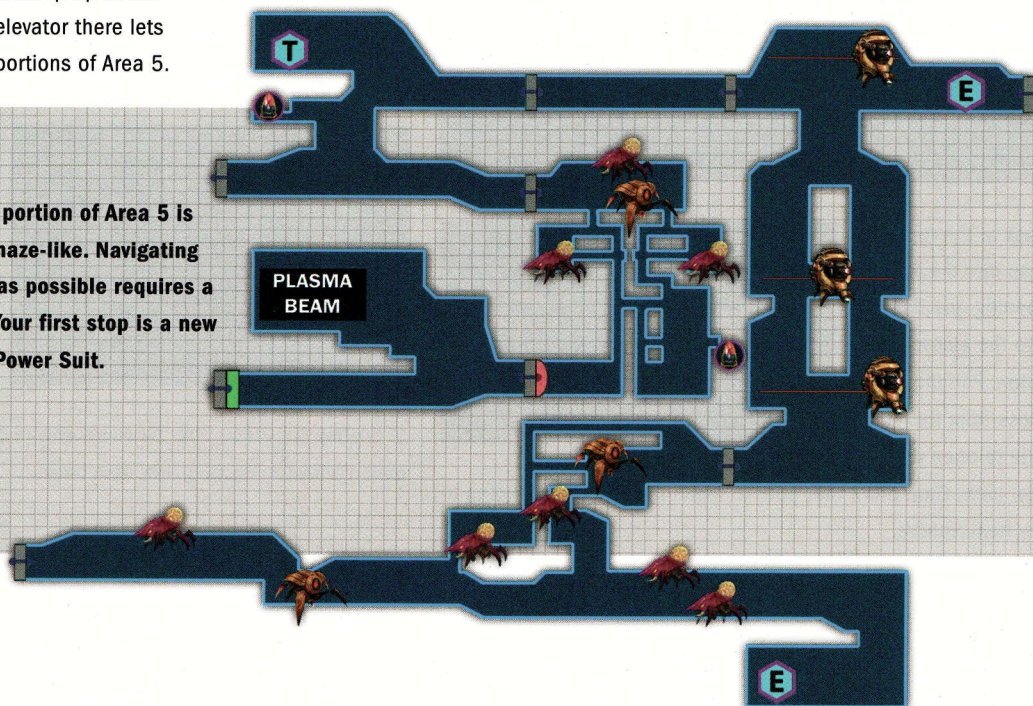 elevator there lets
portions of Area 5.
portion of Area 5 is
maze-like. Navigating
as possible requires a
Your first stop is a new
Power Suit.
T
E
PLASMA
BEAM
E